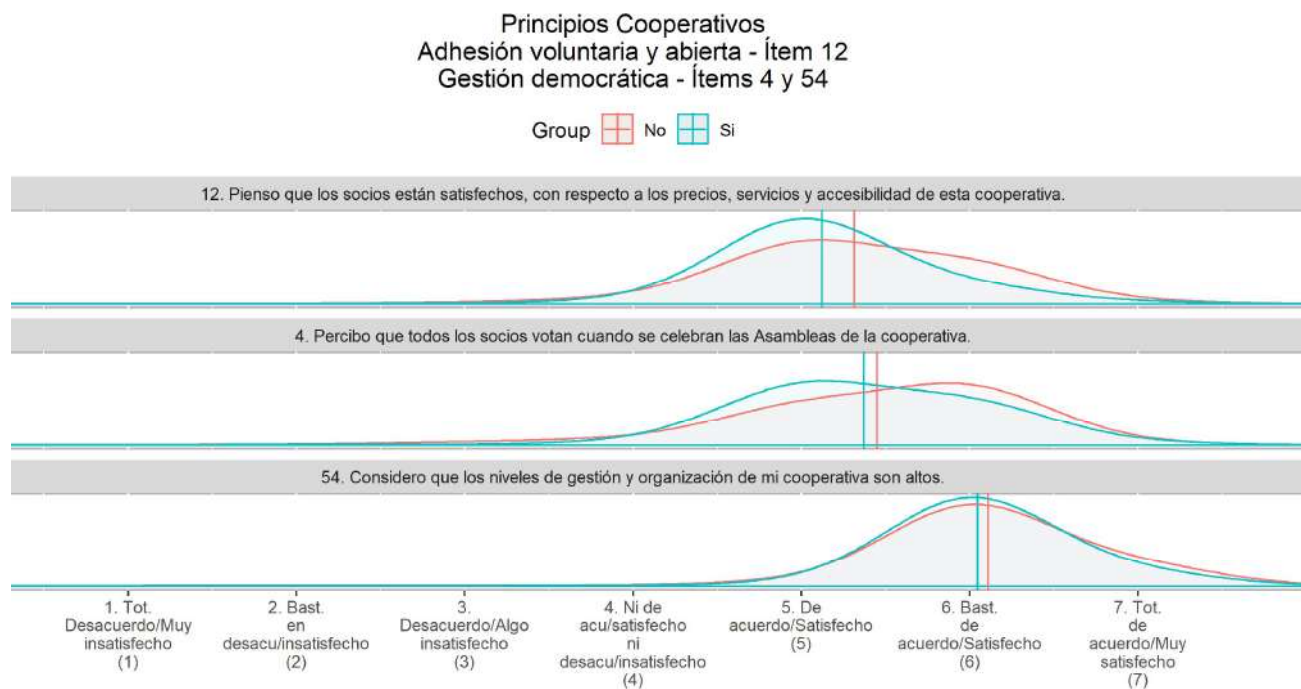 Principios Cooperativos
Adhesión voluntaria y abierta - Ítem 12
Gestión democrática - Ítems 4 y 54
Group No Si
12. Pienso que los socios están satisfechos, con respecto a los precios, servicios y accesibilidad de esta cooperativa.
4. Percibo que todos los socios votan cuando se celebran las Asambleas de la cooperativa.
54. Considero que los niveles de gestión y organización de mi cooperativa son altos.
1. Tot.
Desacuerdo/Muy
insatisfecho
(1)
2. Bast.
en
desacu/insatisfecho
(2)
3.
Desacuerdo/Algo
insatisfecho
(3)
4. Ni de
acu/satisfecho
ni
desacu/insatisfecho
(4)
5. De
acuerdo/Satisfecho
(5)
6. Bast.
de
acuerdo/Satisfecho
(6)
7. Tot.
de
acuerdo/Muy
satisfecho
(7)